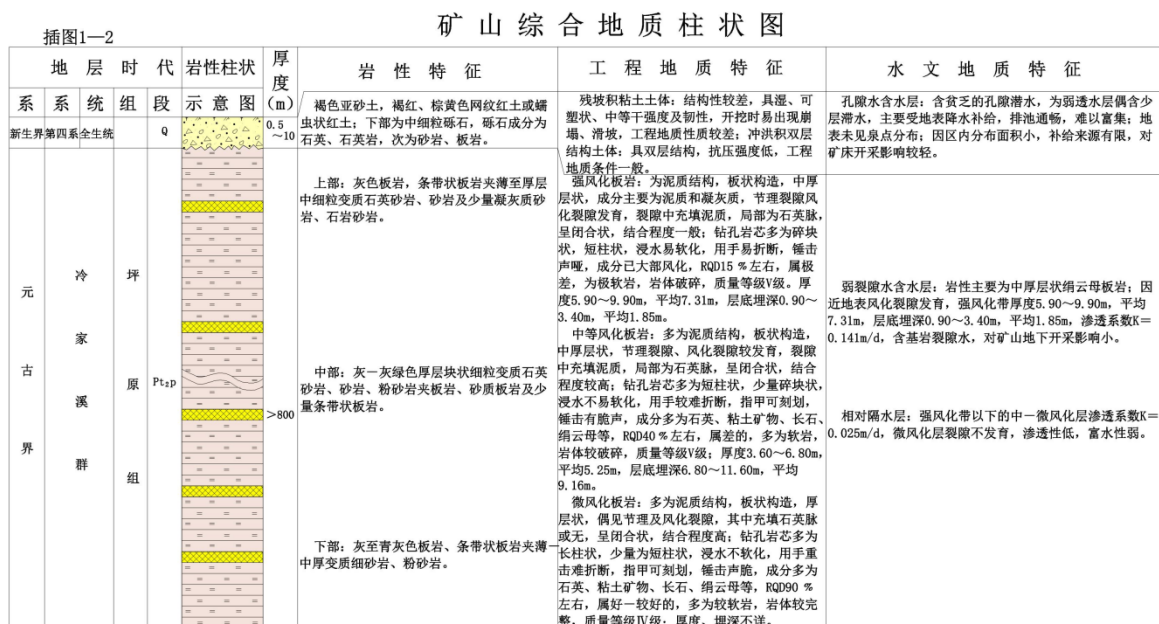 矿山综合地质柱状图
插图1—2
地层时代
岩性柱状
示意图
厚度(m)
岩性特征
工程地质特征
水文地质特征
系 系 统 组 段
新生界 第四系 全生统 Q
0.5
～10
褐色亚砂土，褐红、棕黄色网纹红土或蠕
虫状红土；下部为中细粒砾石，砾石成分为
石英、石英岩，次为砂岩、板岩。
残坡积粘土土体：结构性较差，具湿、可
塑状、中等干强度及韧性，开挖时易出现崩
塌、滑坡，工程地质性质较差；冲洪积双层
结构土体：具双层结构，抗压强度低，工程
地质条件一般。
孔隙水含水层：含贫乏的孔隙潜水，为弱透水层偶含少
层滞水，主要受地表降水补给，排池通畅，难以富集；地
表未见泉点分布；因区内分布面积小，补给来源有限，对
矿床开采影响较轻。
元古界
冷家溪群
坪原组
Pt₂p
>800
上部：灰色板岩，条带状板岩夹薄至厚层
中细粒变质石英砂岩、砂岩及少量凝灰质砂
岩、石岩砂岩。
中部：灰—灰绿色厚层块状细粒变质石英
砂岩、砂岩、粉砂岩夹板岩、砂质板岩及少
量条带状板岩。
下部：灰至青灰色板岩、条带状板岩夹薄—
中厚变质细砂岩、粉砂岩。
强风化板岩：为泥质结构，板状构造，中厚
层状，成分主要为泥质和凝灰质，节理裂隙风
化裂隙发育，裂隙中充填泥质，局部为石英脉，
呈闭合状，结合程度一般；钻孔岩芯多为碎块
状，短柱状，浸水易软化，用手易折断，锤击
声哑，成分已大部风化，RQD15 %左右，属极
差，为极软岩，岩体破碎，质量等级V级。厚
度5.90～9.90m，平均7.31m，层底埋深0.90～
3.40m，平均1.85m。
中等风化板岩：多为泥质结构，板状构造，
中厚层状，节理裂隙、风化裂隙较发育，裂隙
中充填泥质，局部为石英脉，呈闭合状，结合
程度较高；钻孔岩芯多为短柱状，少量碎块状，
浸水不易软化，用手较难折断，指甲可刻划，
锤击有脆声，成分多为石英、粘土矿物、长石、
绢云母等，RQD40 %左右，属差的，多为软岩，
岩体较破碎，质量等级V级；厚度3.60～6.80m，
平均5.25m，层底埋深6.80～11.60m，平均
9.16m。
微风化板岩：多为泥质结构，板状构造，厚
层状，偶见节理及风化裂隙，其中充填石英脉
或无，呈闭合状，结合程度高；钻孔岩芯多为
长柱状，少量为短柱状，浸水不软化，用手重
击难折断，指甲可刻划，锤击声脆，成分多为
石英、粘土矿物、长石、绢云母等，RQD90 %
左右，属好—较好的，多为较软岩，岩体较完
整，质量等级Ⅳ级；厚度、埋深不详。
弱裂隙水含水层：岩性主要为中厚层状绢云母板岩；因
近地表风化裂隙发育，强风化带厚度5.90～9.90m，平均
7.31m，层底埋深0.90～3.40m，平均1.85m，渗透系数K=
0.141m/d，含基岩裂隙水，对矿山地下开采影响小。
相对隔水层：强风化带以下的中—微风化层渗透系数K=
0.025m/d，微风化层裂隙不发育，渗透性低，富水性弱。